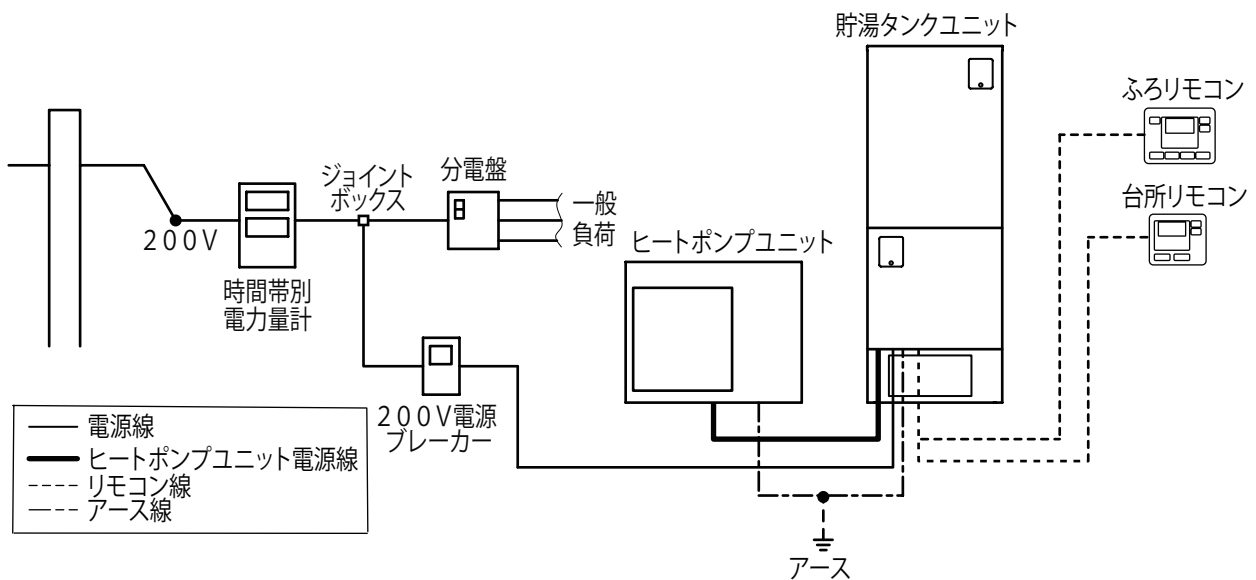 貯湯タンクユニット
ふろリモコン
ジョイント
ボックス
分電盤
一般
負荷
台所リモコン
200V
ヒートポンプユニット
時間帯別
電力量計
200V電源
ブレーカー
電源線
ヒートポンプユニット電源線
リモコン線
アース線
アース